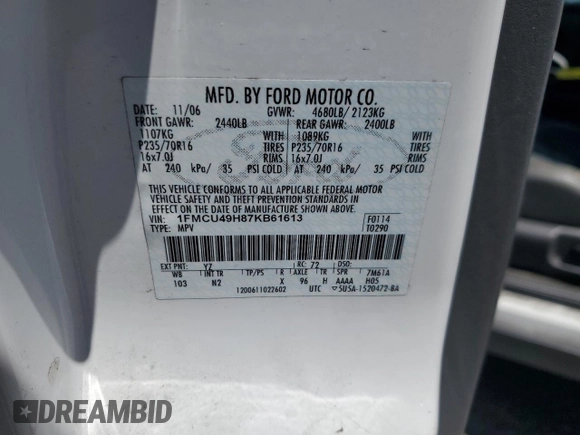 MFD. BY FORD MOTOR CO.
DATE: 11/06 GVWR: 4680LB/ 2123KG
FRONT GAWR: 2440LB REAR GAWR: 2400LB
1107KG WITH 1089KG WITH
P235/70R16 TIRES P235/70R16 TIRES
16x7.0J RIMS 16x7.0J RIMS
AT 240 kPa/ 35 PSI COLD AT 240 kPa/ 35 PSI COLD
THIS VEHICLE CONFORMS TO ALL APPLICABLE FEDERAL MOTOR
VEHICLE SAFETY AND THEFT PREVENTION STANDARDS IN
EFFECT ON THE DATE OF MANUFACTURE SHOWN ABOVE.
VIN: 1FMCU49H87KB61613 F0114
TYPE: MPV T0290
EXT PNT: YZ RC: 72 DSO:
WB INT TR TP/PS R AXLE TR SPR 7M61A
103 N2 X 96 H AAAA H05
1200611022602 UTC 5U5A-1520472-BA
DREAMBID